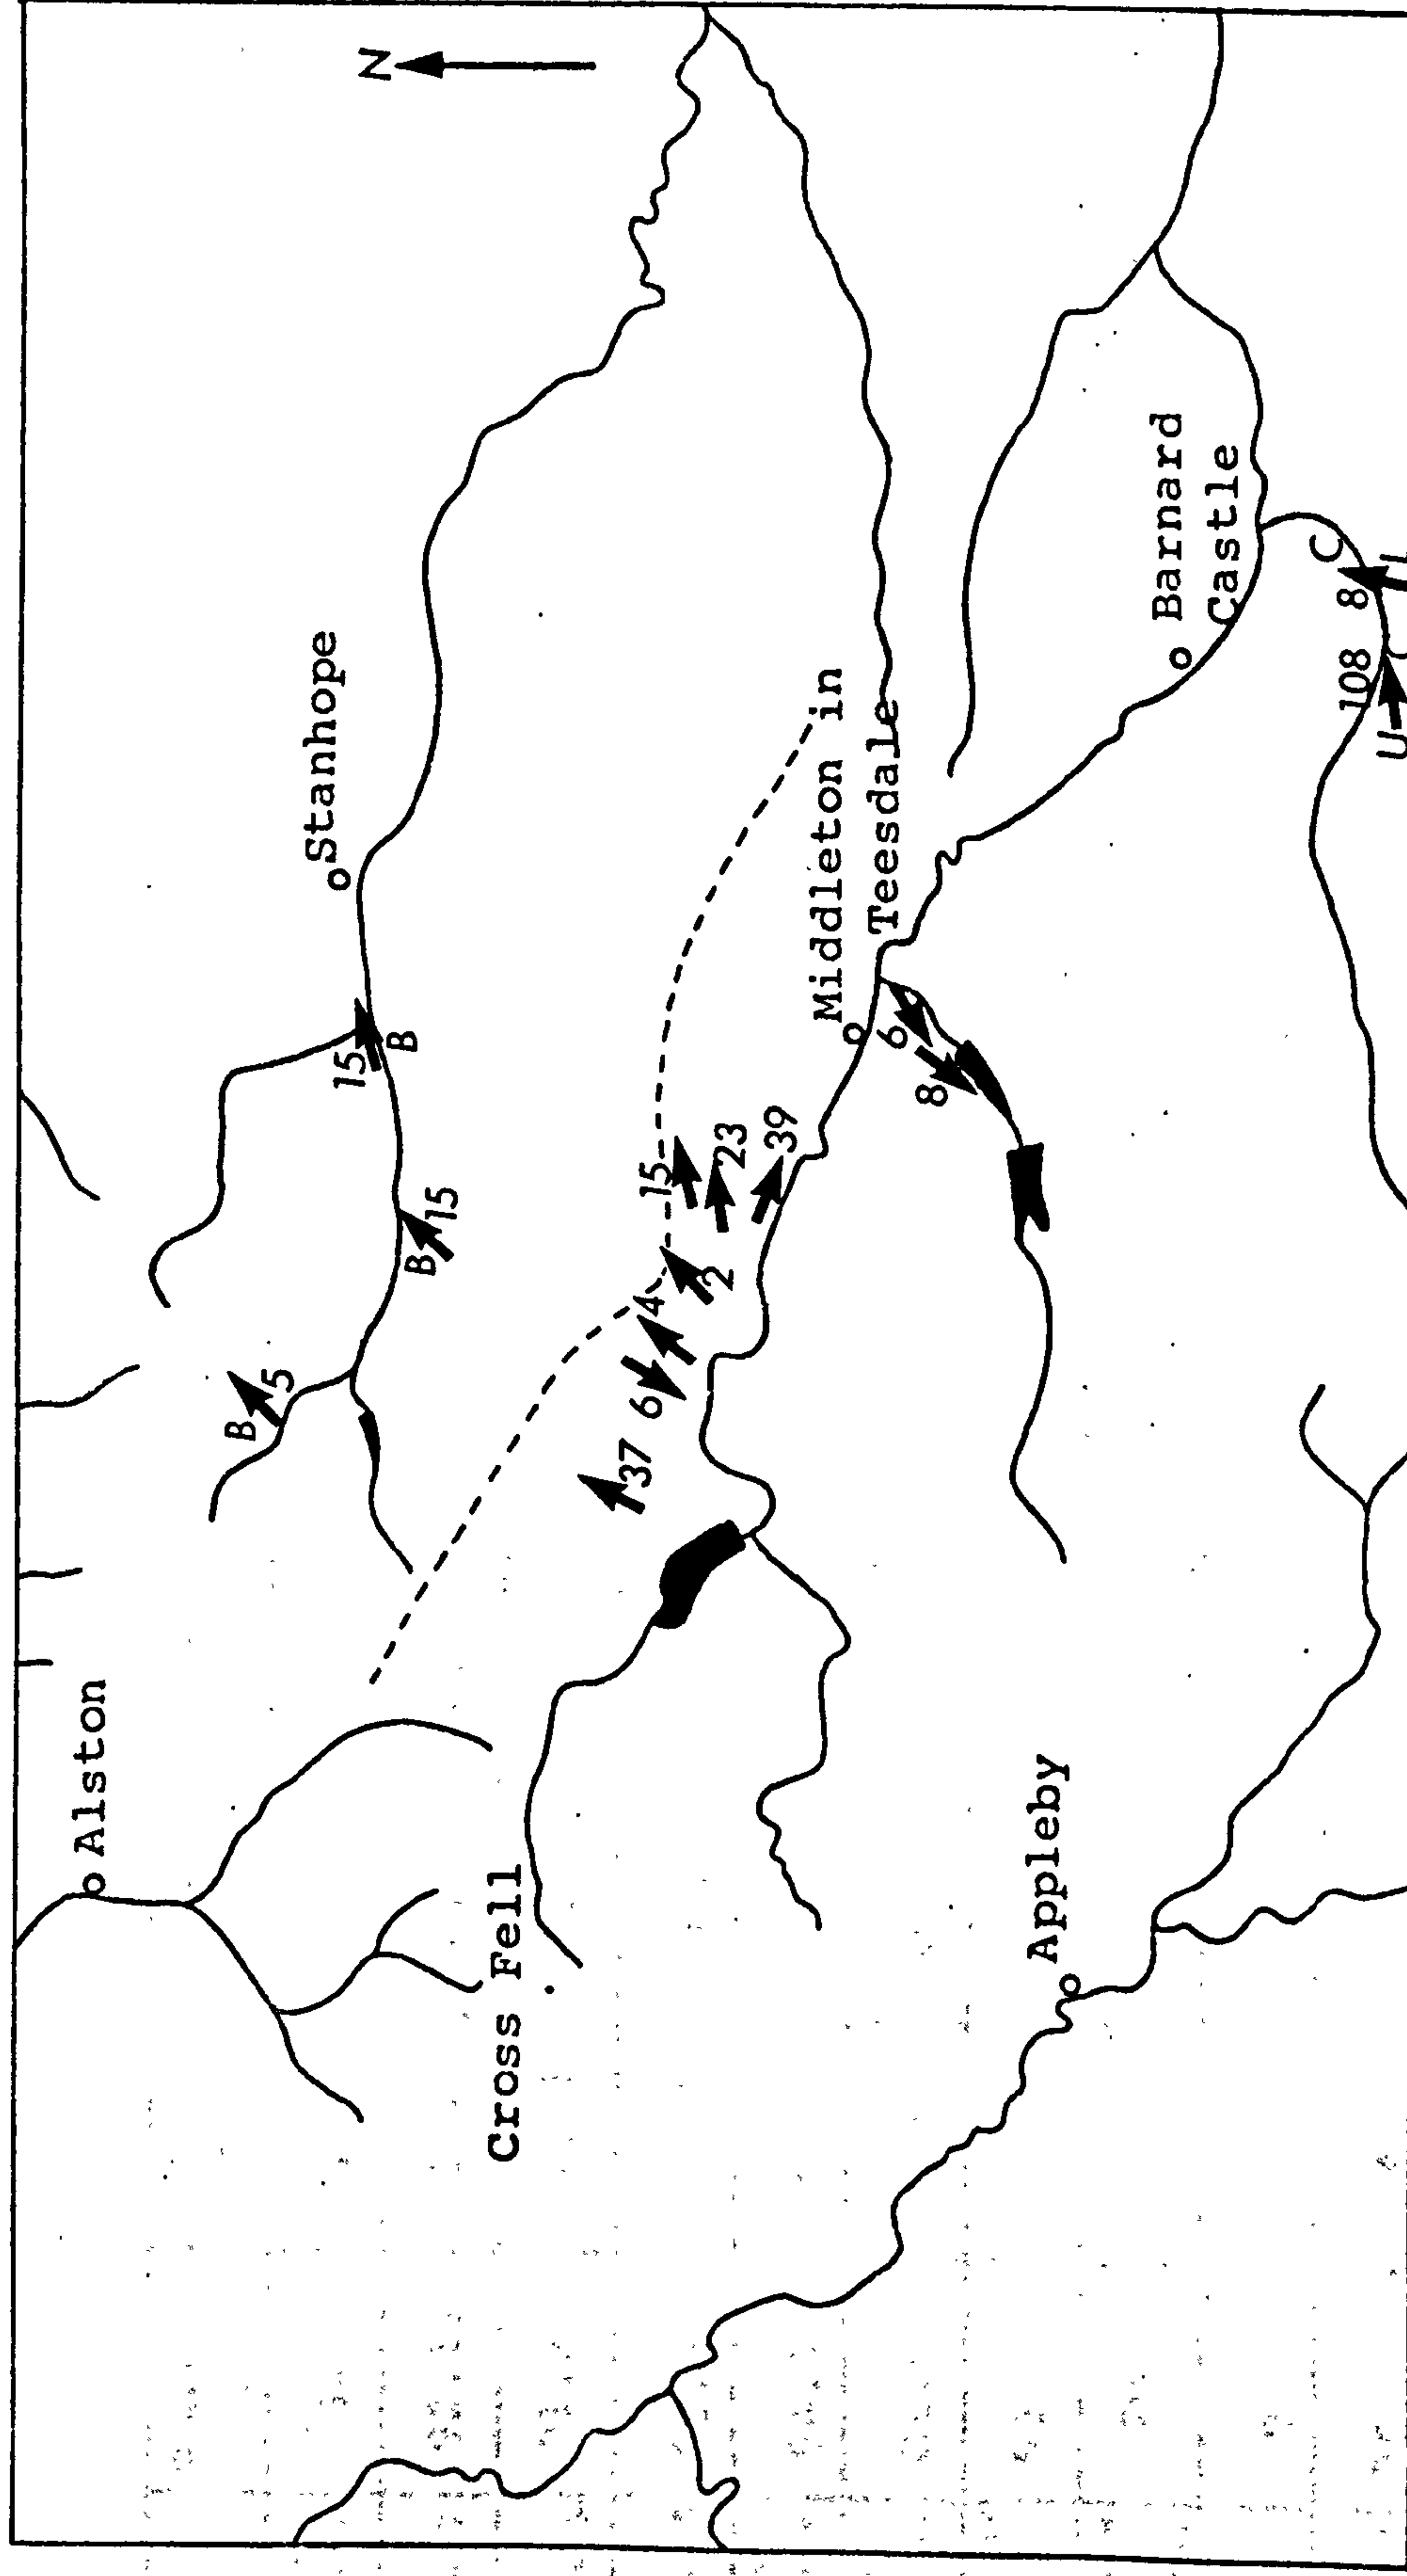 N
Alston
Stanhope
B
5
15
B
B
15
Cross Fell
37
6
4
2
15
23
39
Middleton in
Teesdale
6
8
Appleby
Barnard
Castle
108
U
8
C
L